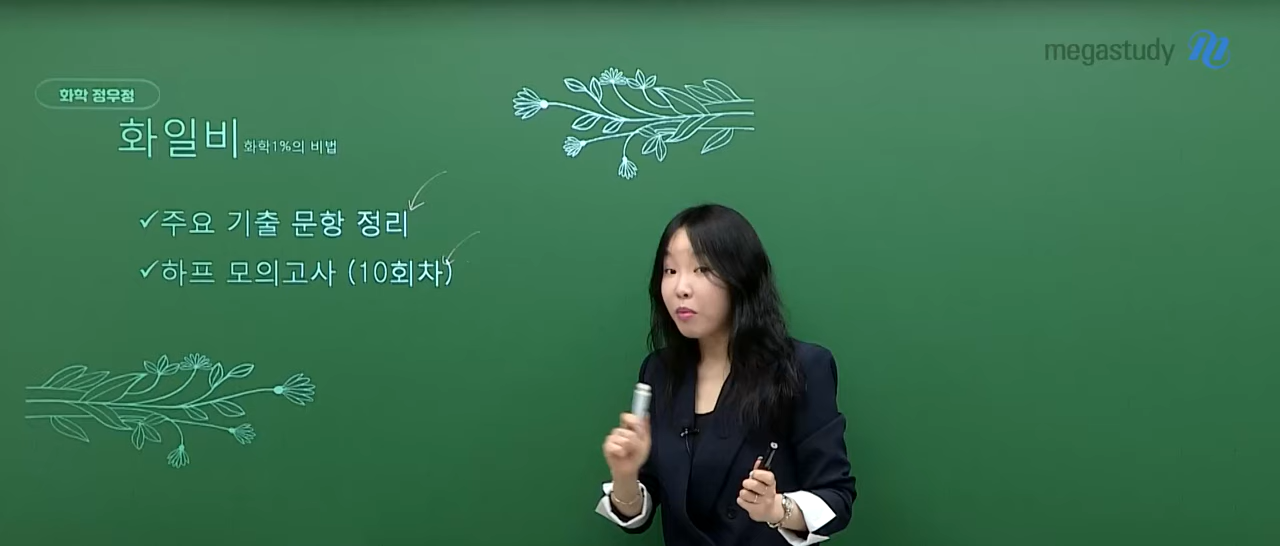 megastudy
화학 정우정
화일비 화학1%의 비법
✓주요 기출 문항 정리
✓하프 모의고사 (10회차)